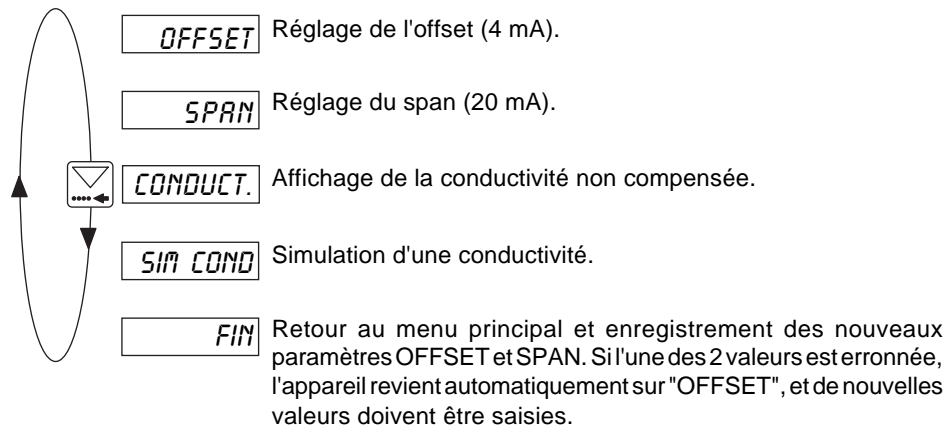 OFFSET Réglage de l'offset (4 mA).
SPAN Réglage du span (20 mA).
CONDUCT. Affichage de la conductivité non compensée.
SIM COND Simulation d'une conductivité.
FIN Retour au menu principal et enregistrement des nouveaux
paramètres OFFSET et SPAN. Si l'une des 2 valeurs est erronnée,
l'appareil revient automatiquement sur "OFFSET", et de nouvelles
valeurs doivent être saisies.